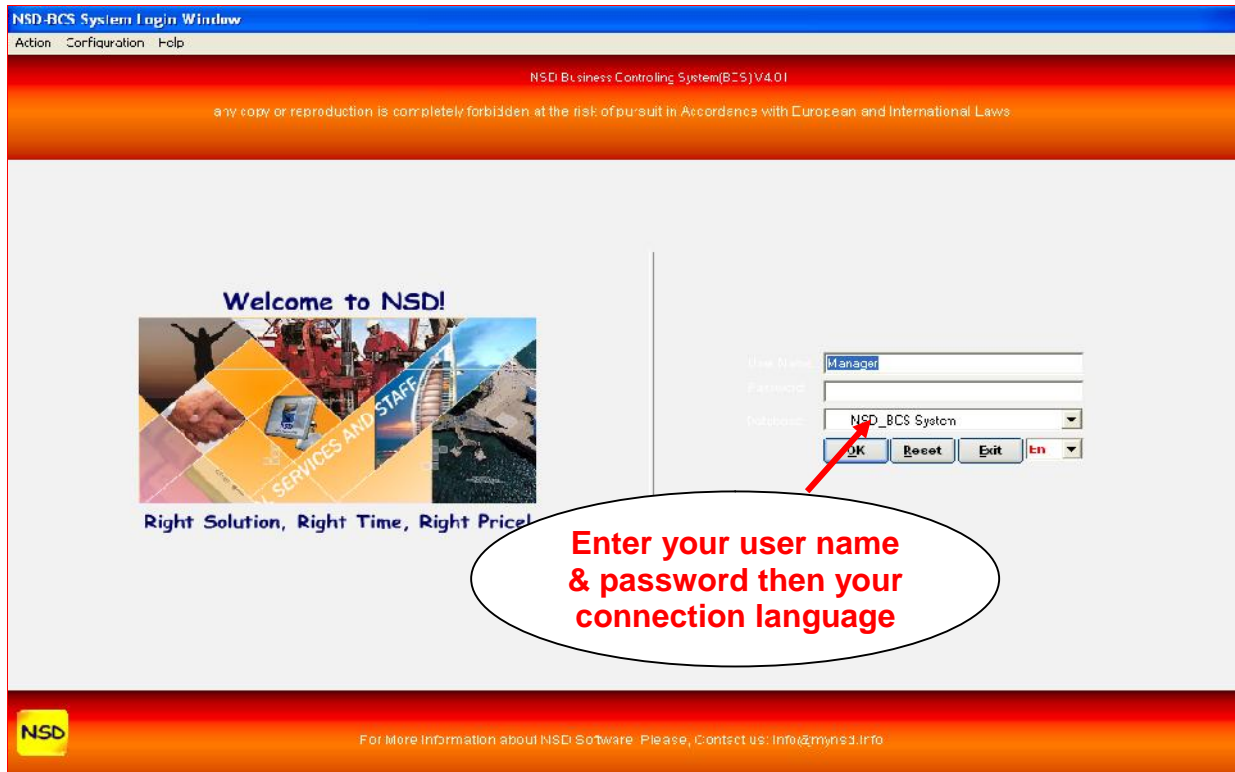 NSD-BCS System Login Window
Action Configuration Help
NSD Business Controling System(BCS) V4.01
any copy or reproduction is completely forbidden at the risk of pursuit in Accordance with European and International Laws
Welcome to NSD!
SERVICES AND STAFF
Right Solution, Right Time, Right Price!
User Name: Manager
Password:
Database: NSD_BCS System
OK Reset Exit En
Enter your user name
& password then your
connection language
NSD
For More Information about NSD Software Please, Contact us: Info@mynsd.info